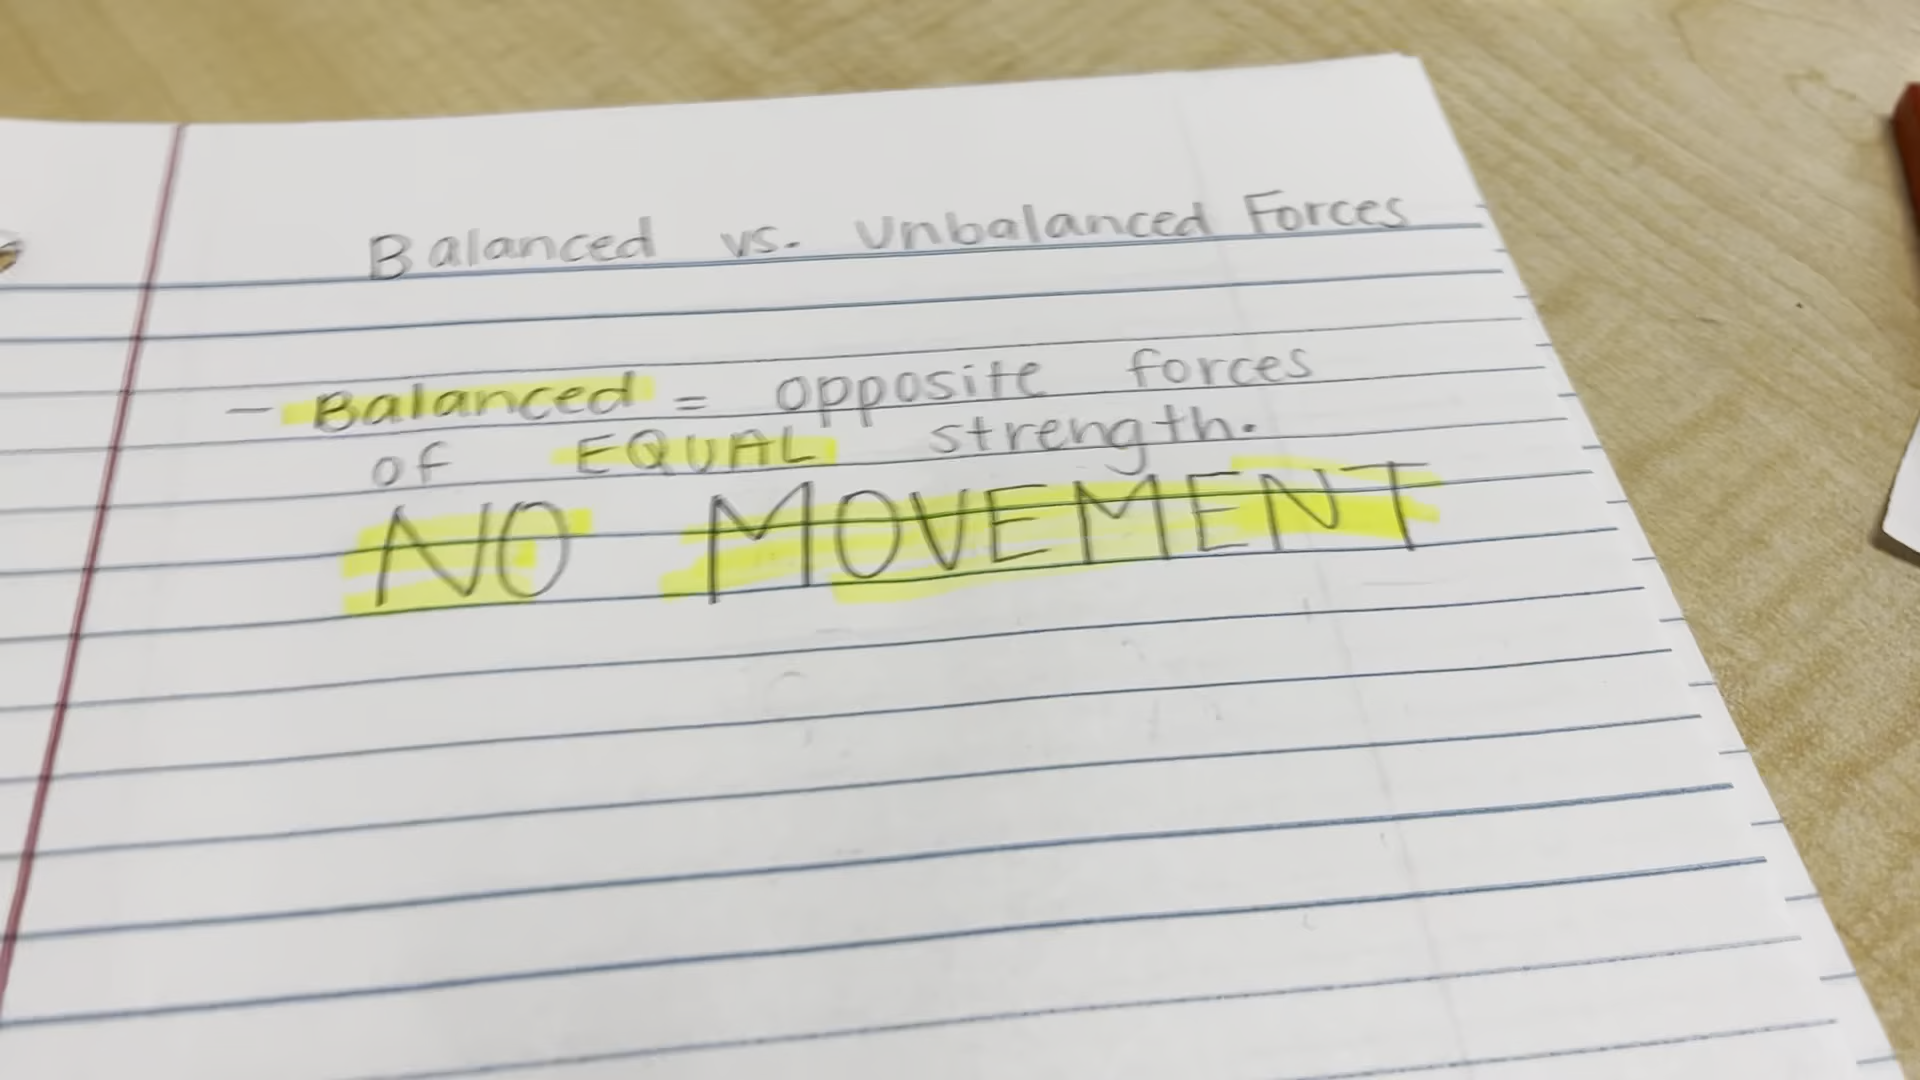 Balanced vs. Unbalanced Forces
- Balanced = opposite forces
of EQUAL strength.
NO MOVEMENT